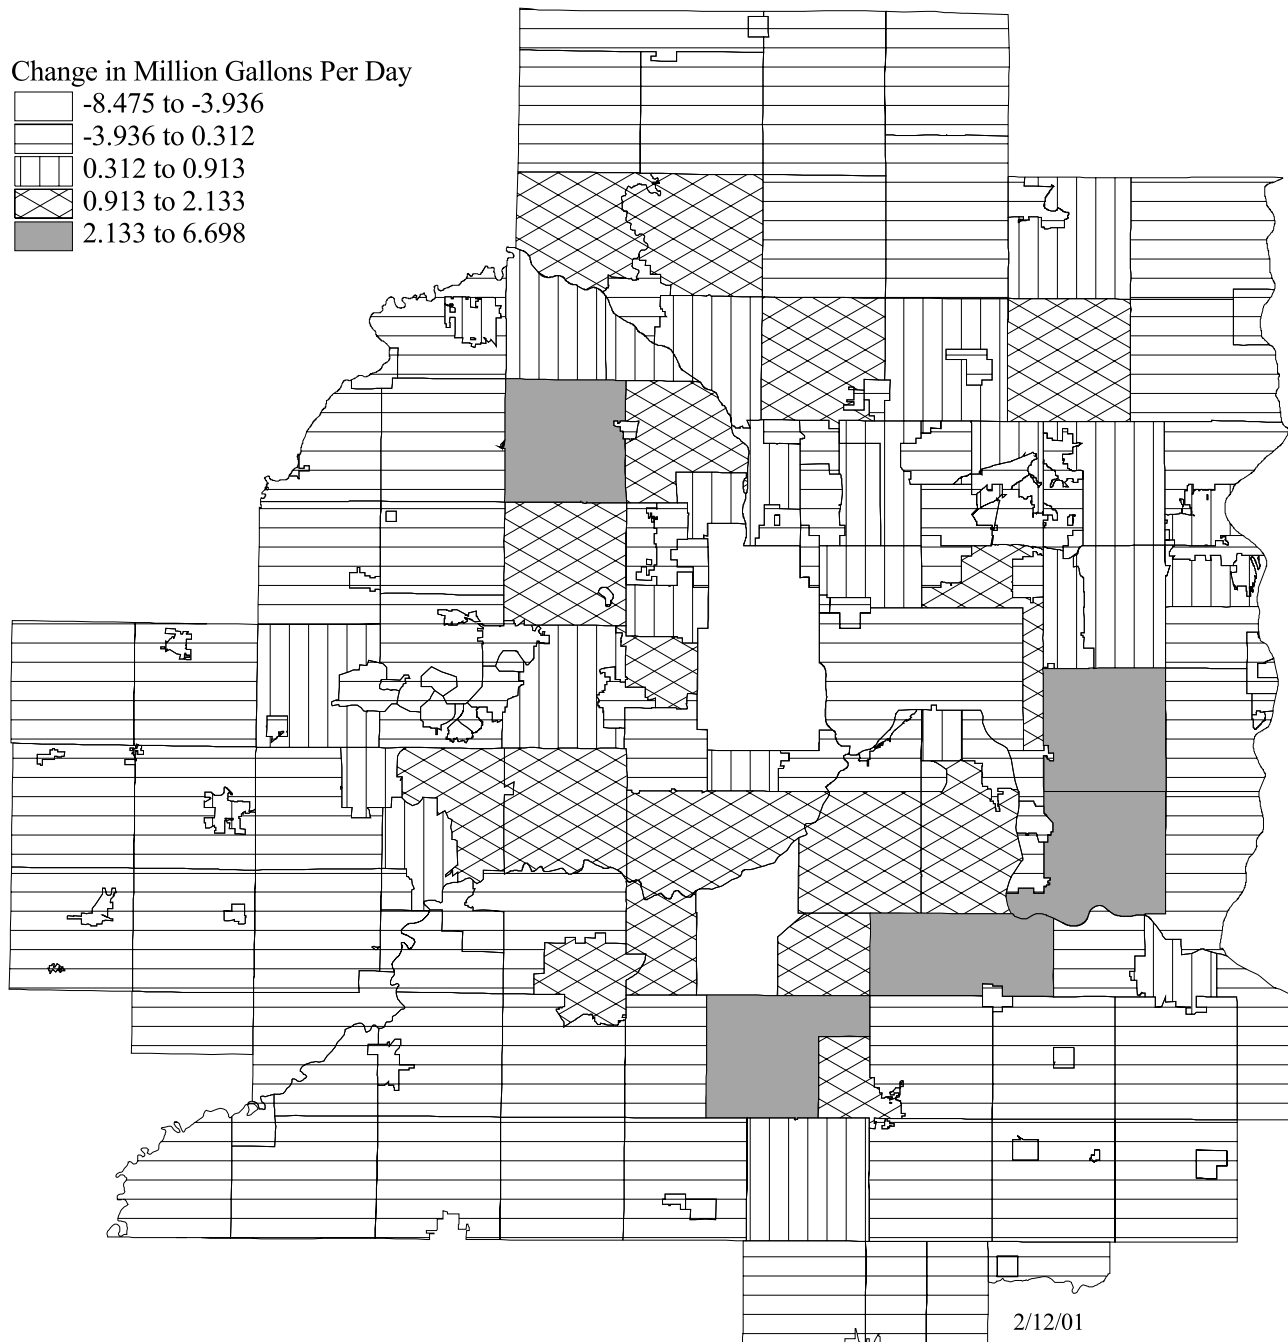 Change in Million Gallons Per Day
-8.475 to -3.936
-3.936 to 0.312
0.312 to 0.913
0.913 to 2.133
2.133 to 6.698
2/12/01